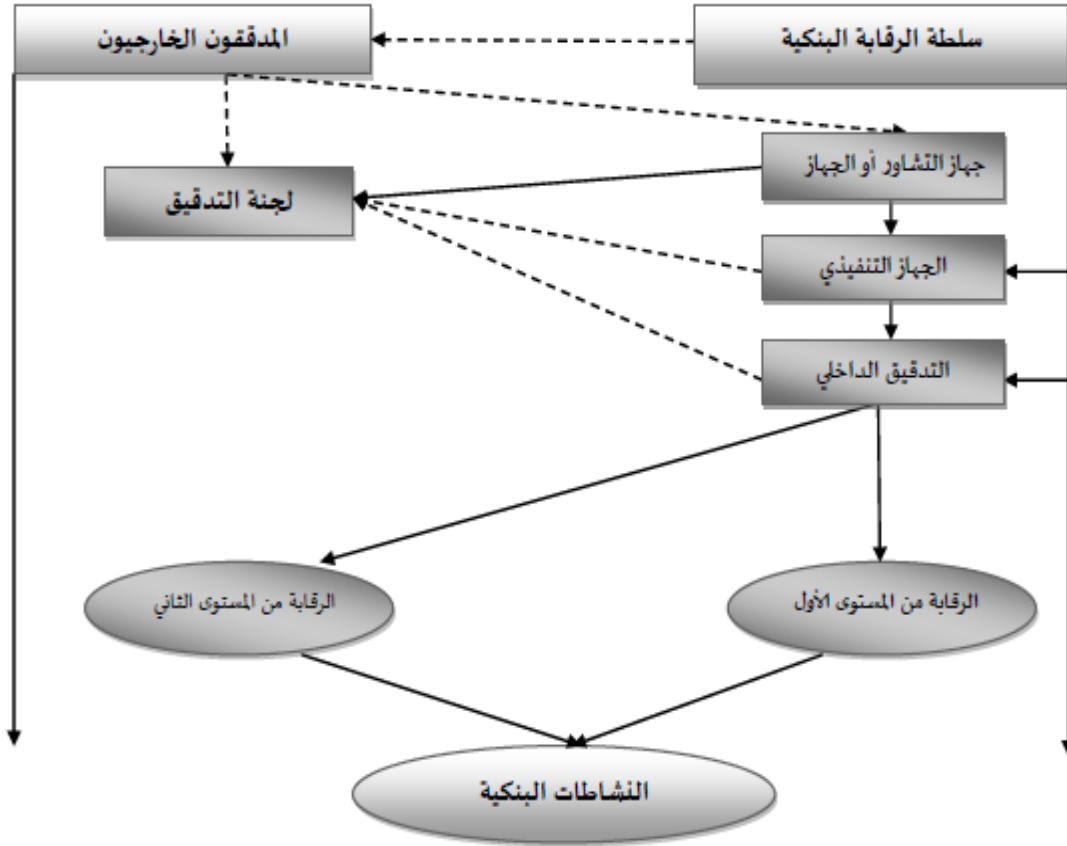 سلطة الرقابة البنكية
المدققون الخارجيون
جهاز التشاور أو الجهاز
لجنة التدقيق
الجهاز التنفيذي
التدقيق الداخلي
الرقابة من المستوى الأول
الرقابة من المستوى الثاني
النشاطات البنكية